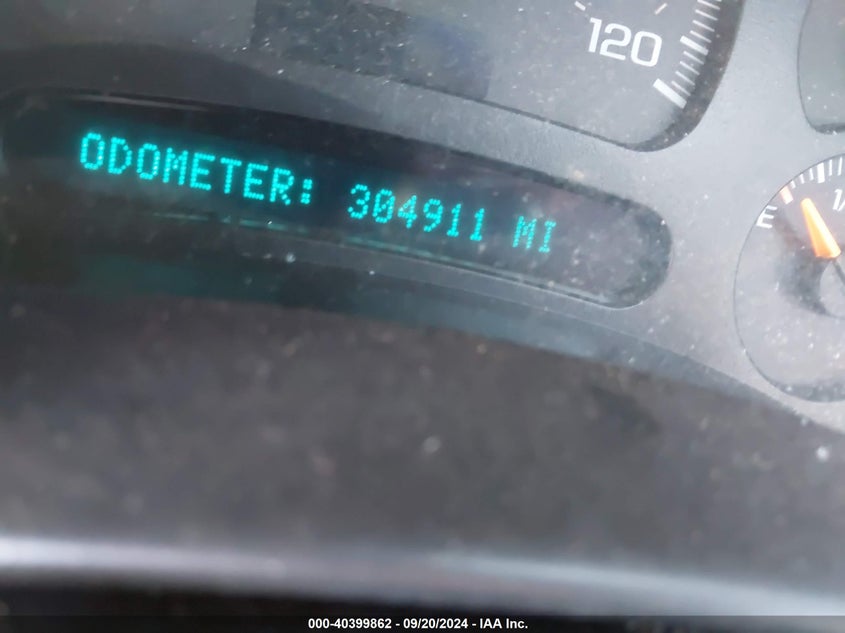 120
ODOMETER: 304911 MI
E
000-40399862 - 09/20/2024 - IAA Inc.